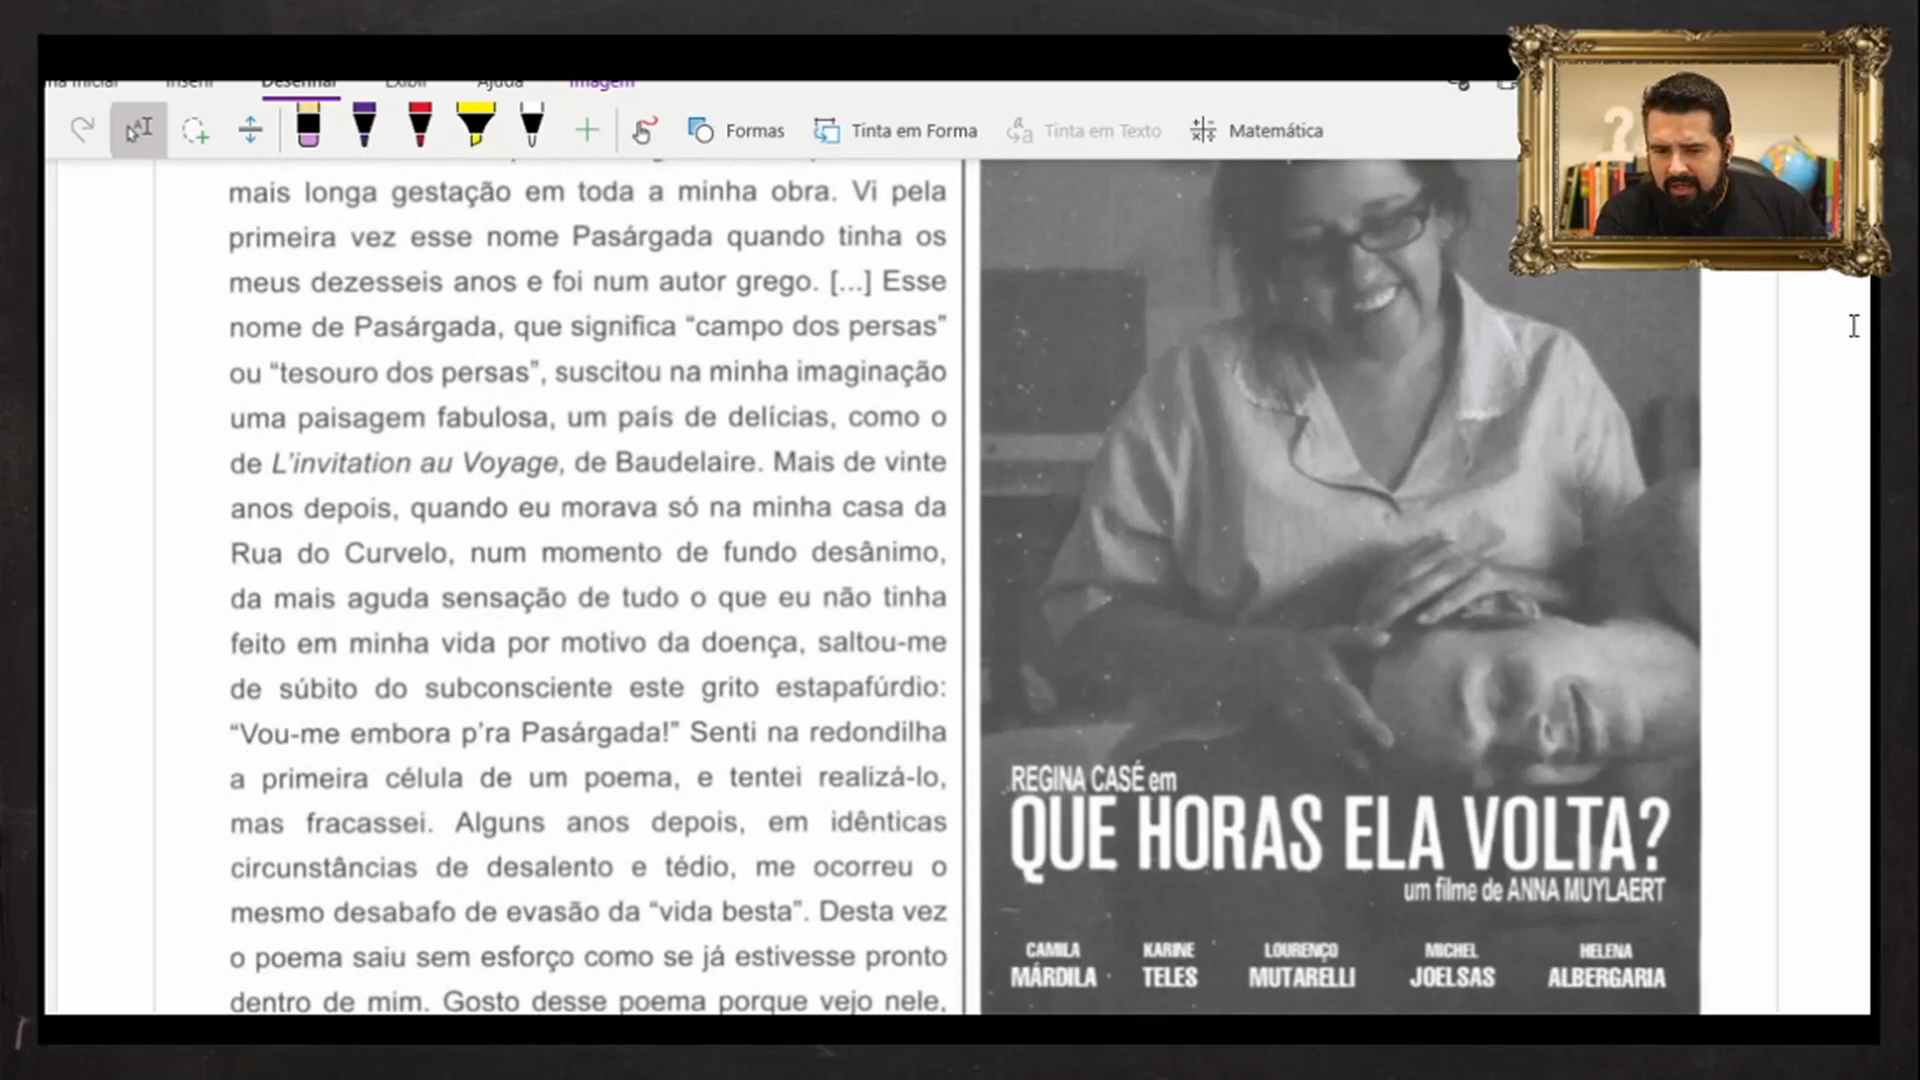 Desenhar
Exibir
Ajuda
Imagem
Formas
Tinta em Forma
Tinta em Texto
Matemática
mais longa gestação em toda a minha obra. Vi pela
primeira vez esse nome Pasárgada quando tinha os
meus dezesseis anos e foi num autor grego. [...] Esse
nome de Pasárgada, que significa “campo dos persas”
ou “tesouro dos persas”, suscitou na minha imaginação
uma paisagem fabulosa, um país de delícias, como o
de L’invitation au Voyage, de Baudelaire. Mais de vinte
anos depois, quando eu morava só na minha casa da
Rua do Curvelo, num momento de fundo desânimo,
da mais aguda sensação de tudo o que eu não tinha
feito em minha vida por motivo da doença, saltou-me
de súbito do subconsciente este grito estapafúrdio:
“Vou-me embora p’ra Pasárgada!” Senti na redondilha
a primeira célula de um poema, e tentei realizá-lo,
mas fracassei. Alguns anos depois, em idênticas
circunstâncias de desalento e tédio, me ocorreu o
mesmo desabafo de evasão da “vida besta”. Desta vez
o poema saiu sem esforço como se já estivesse pronto
dentro de mim. Gosto desse poema porque vejo nele,
REGINA CASÉ em
QUE HORAS ELA VOLTA?
um filme de ANNA MUYLAERT
CAMILA
MÁRDILA
KARINE
TELES
LOURENÇO
MUTARELLI
MICHEL
JOELSAS
HELENA
ALBERGARIA